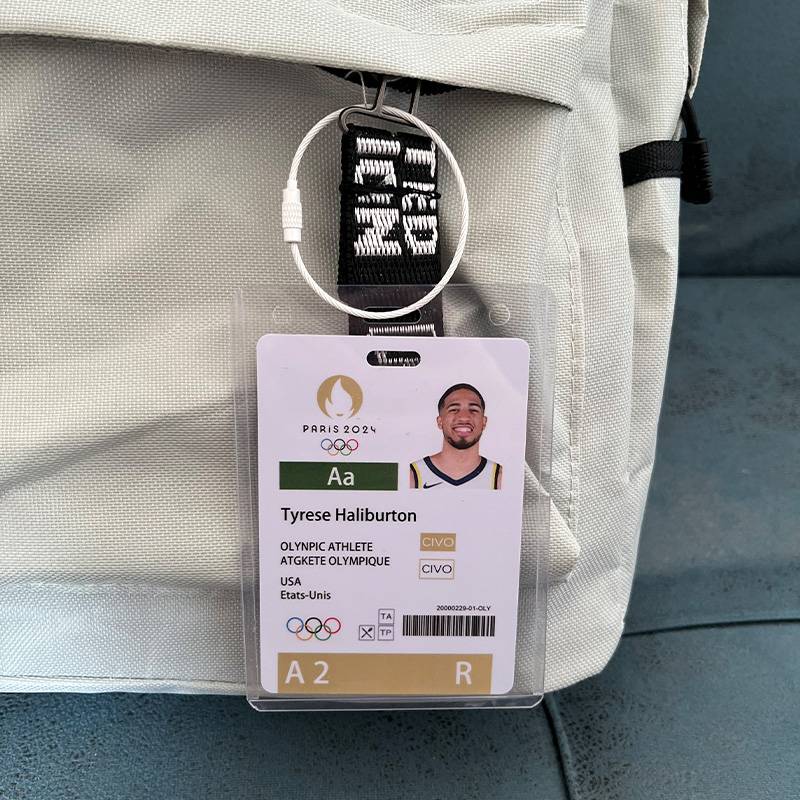 PARIS 2024
Aa
Tyrese Haliburton
OLYNPIC ATHLETE
ATGKETE OLYMPIQUE
CIVO
CIVO
USA
Etats-Unis
20000229-01-OLY
TA
TP
A 2
R